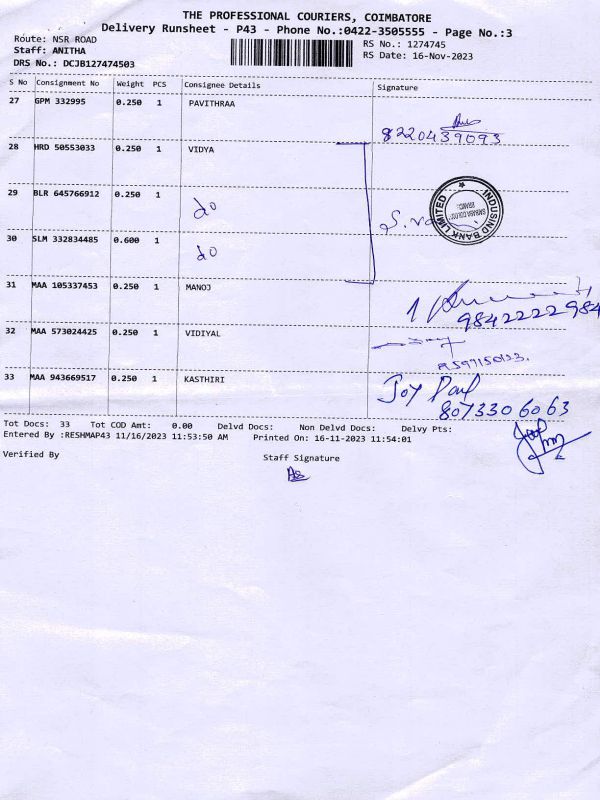 THE PROFESSIONAL COURIERS, COIMBATORE
Delivery Runsheet - P43 - Phone No.:0422-3505555 - Page No.:3
Route: NSR ROAD
Staff: ANITHA
DRS No.: DCJB127474503
RS No.: 1274745
RS Date: 16-Nov-2023
S No Consignment No Weight PCS Consignee Details Signature
27 GPM 332995 0.250 1 PAVITHRAA
8220439093
28 HRD 50553033 0.250 1 VIDYA
29 BLR 645766912 0.250 1 do
INDUSIND BANK LIMITED
30 SLM 332834485 0.600 1 do
31 MAA 105337453 0.250 1 MANOJ
984222298
32 MAA 573024425 0.250 1 VIDIYAL
33 MAA 943669517 0.250 1 KASTHIRI Joy Paul
8073306063
Tot Docs: 33 Tot COD Amt: 0.00 Delvd Docs: Non Delvd Docs: Delvy Pts:
Entered By :RESHMAP43 11/16/2023 11:53:50 AM Printed On: 16-11-2023 11:54:01
Verified By Staff Signature